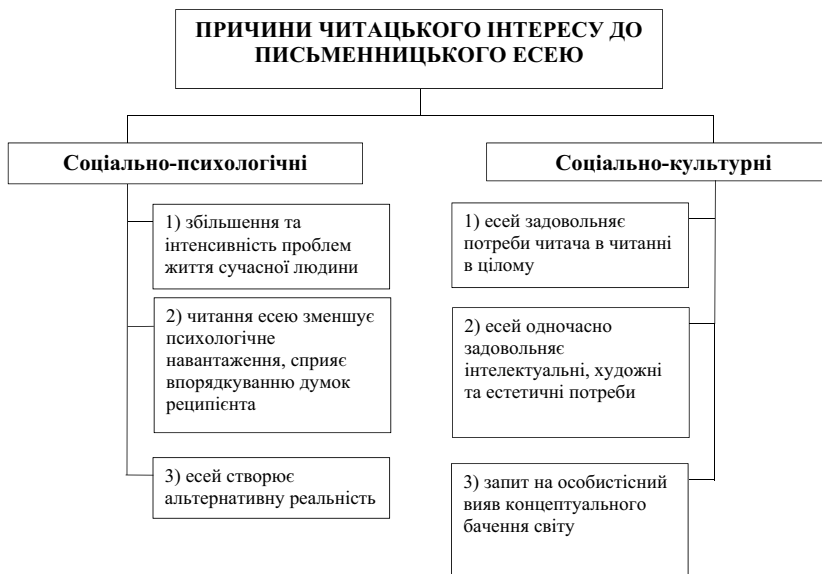 ПРИЧИНИ ЧИТАЦЬКОГО ІНТЕРЕСУ ДО
ПИСЬМЕННИЦЬКОГО ЕСЕЮ
Соціально-психологічні
1) збільшення та
інтенсивність проблем
життя сучасної людини
2) читання есею зменшує
психологічне
навантаження, сприяє
впорядкуванню думок
реципієнта
3) есей створює
альтернативну реальність
Соціально-культурні
1) есей задовольняє
потреби читача в читанні
в цілому
2) есей одночасно
задовольняє
інтелектуальні, художні
та естетичні потреби
3) запит на особистісний
вияв концептуального
бачення світу